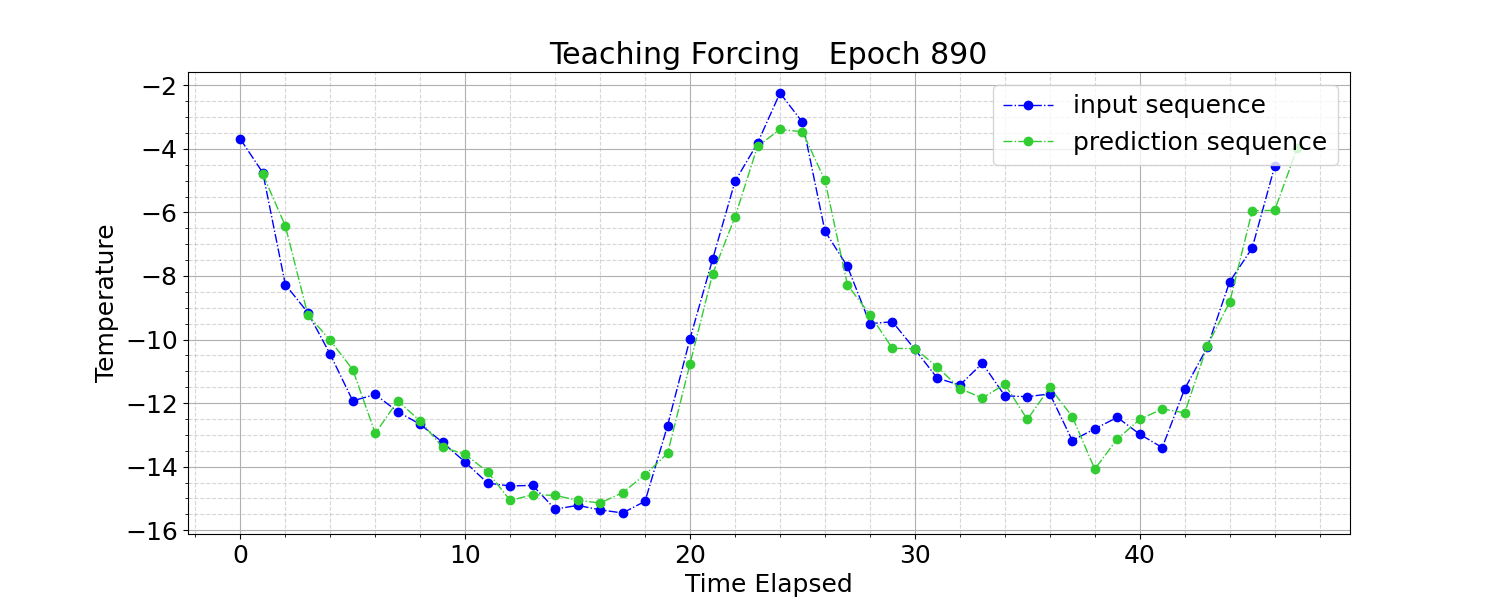 Teaching Forcing   Epoch 890
input sequence
prediction sequence
Temperature
−2
−4
−6
−8
−10
−12
−14
−16
0
10
20
30
40
Time Elapsed